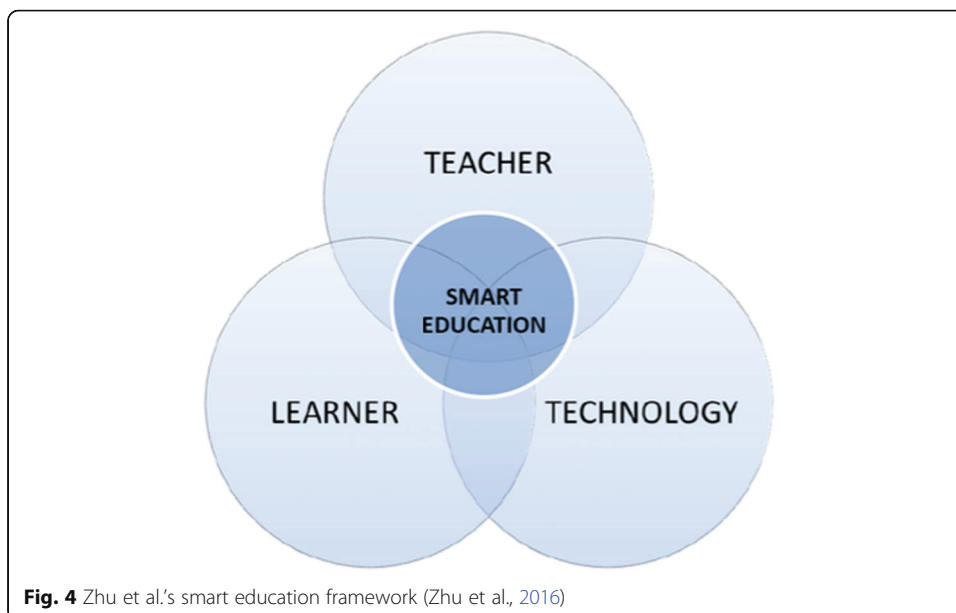 TEACHER
SMART
EDUCATION
LEARNER
TECHNOLOGY
Fig. 4 Zhu et al.'s smart education framework (Zhu et al., 2016)